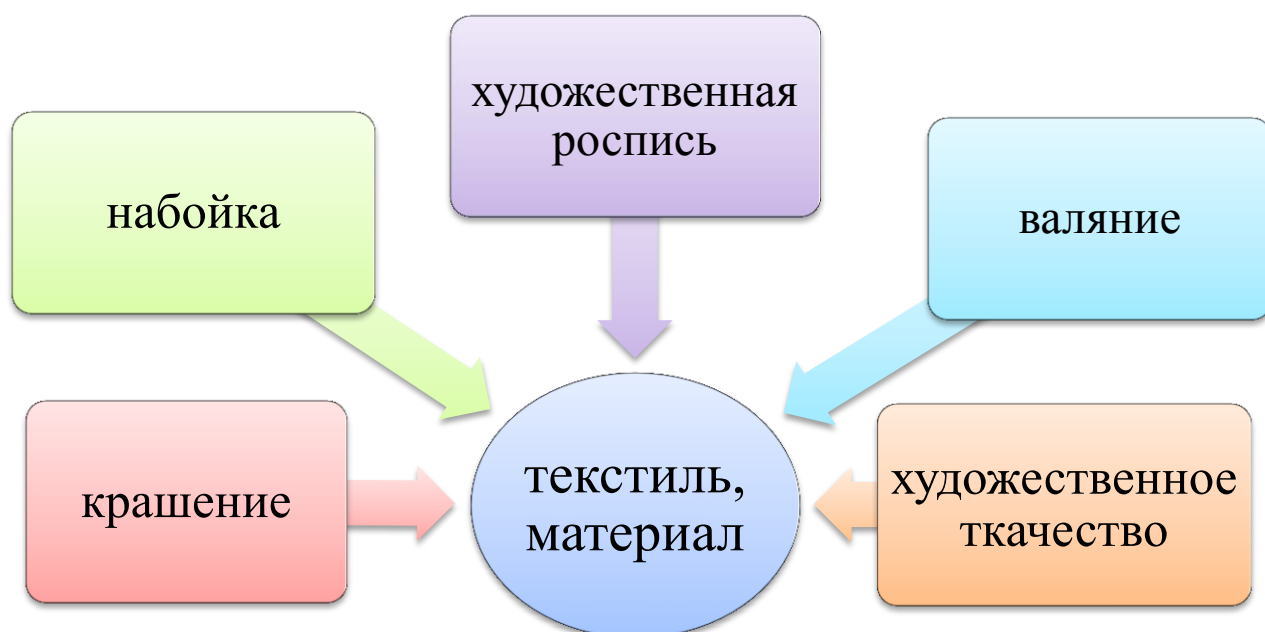 художественная
роспись
набойка
валяние
крашение
текстиль,
материал
художественное
ткачество